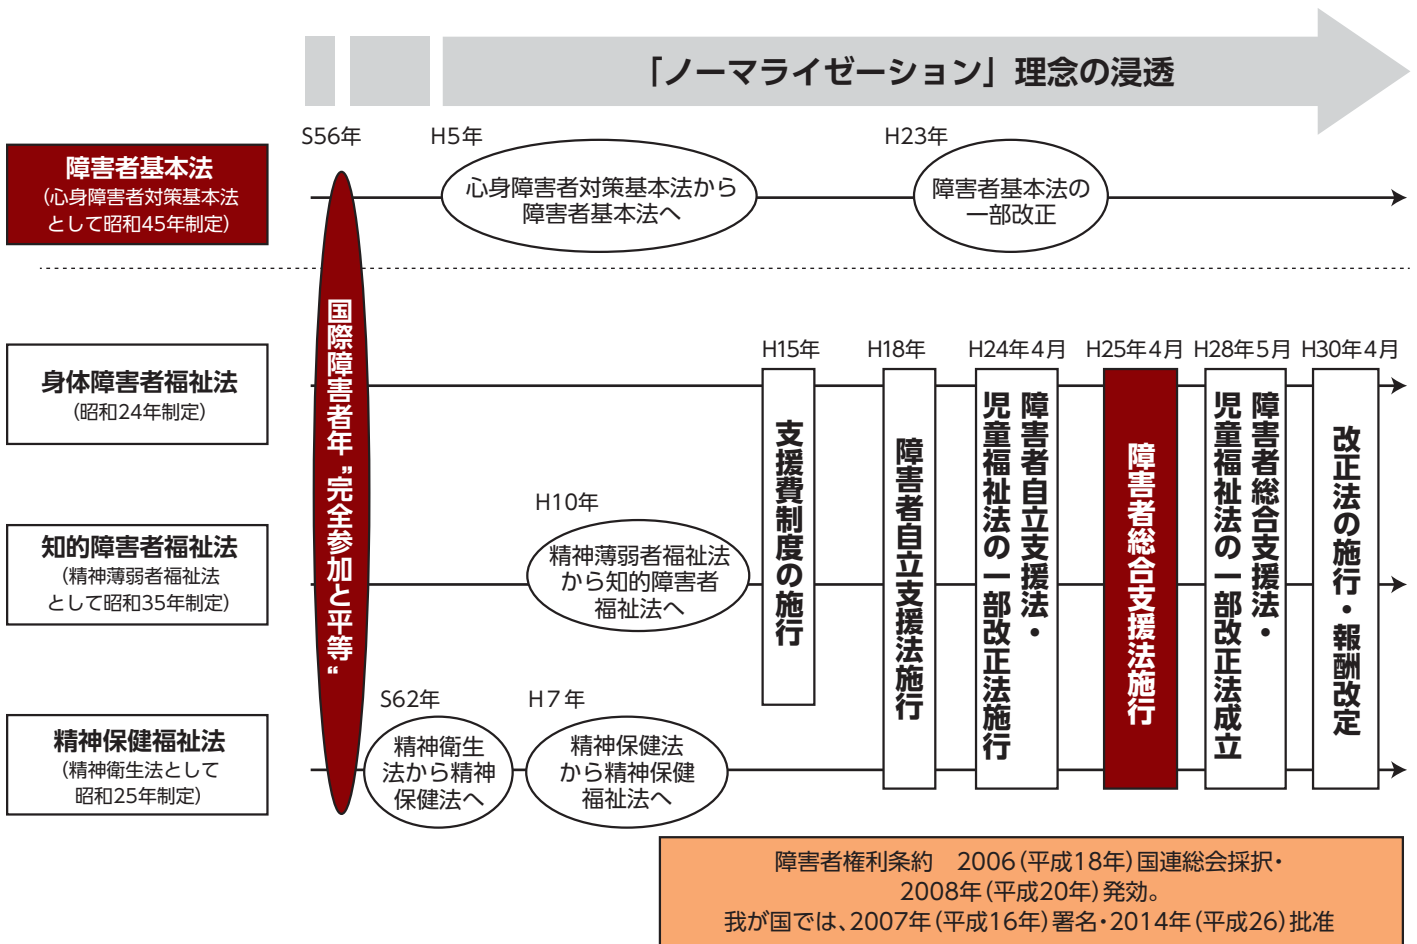 「ノーマライゼーション」理念の浸透
S56年
H5年
H23年
障害者基本法
(心身障害者対策基本法
として昭和45年制定)
心身障害者対策基本法から
障害者基本法へ
障害者基本法の
一部改正
国際障害者年 〟完全参加と平等〝
H15年
H18年
H24年4月
H25年4月
H28年5月
H30年4月
身体障害者福祉法
(昭和24年制定)
支援費制度の施行
障害者自立支援法施行
障害者自立支援法・
児童福祉法の一部改正法施行
障害者総合支援法施行
障害者総合支援法・
児童福祉法の一部改正法成立
改正法の施行・報酬改定
H10年
知的障害者福祉法
(精神薄弱者福祉法
として昭和35年制定)
精神薄弱者福祉法
から知的障害者
福祉法へ
S62年
H7年
精神保健福祉法
(精神衛生法として
昭和25年制定)
精神衛生
法から精神
保健法へ
精神保健法
から精神保健
福祉法へ
障害者権利条約　2006(平成18年)国連総会採択・
2008年(平成20年)発効。
我が国では、2007年(平成16年)署名・2014年(平成26)批准